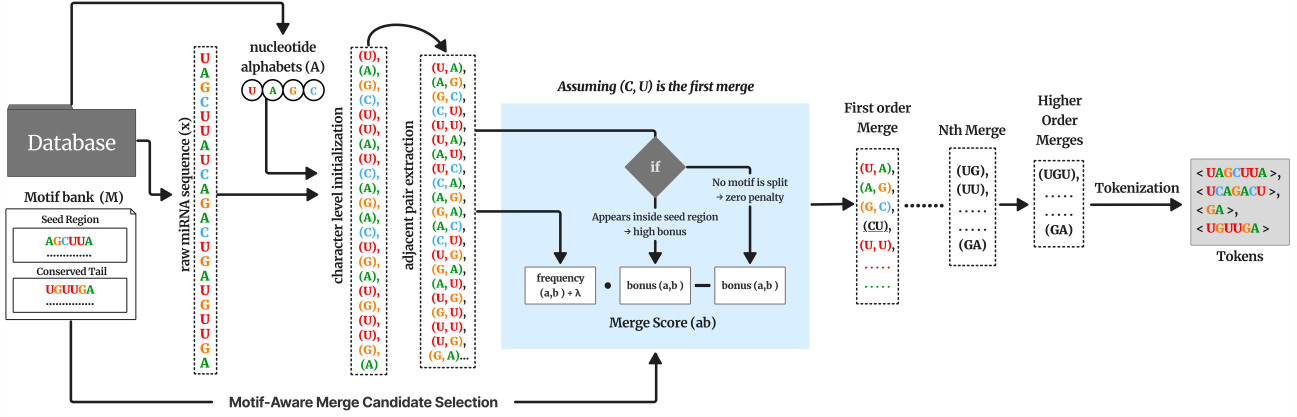 Database
Motif bank (M)
Seed Region
AGCUUA
..............
Conserved Tail
UGUUGA
..............
raw miRNA sequence (x)
U
A
G
C
U
U
A
U
C
A
G
A
C
U
G
A
U
G
U
U
G
A
nucleotide
alphabets (A)
U A G C
character level initialization
(U),
(A),
(G),
(C),
(U),
(U),
(A),
(U),
(C),
(A),
(G),
(A),
(C),
(U),
(G),
(A),
(U),
(G),
(U),
(U),
(G),
(A)
adjacent pair extraction
(U, A),
(A, G),
(G, C),
(C, U),
(U, U),
(U, A),
(A, U),
(U, C),
(C, A),
(A, G),
(G, A),
(A, C),
(C, U),
(U, G),
(G, A),
(A, U),
(U, G),
(G, U),
(U, U),
(U, G),
(G, A)...
Assuming (C, U) is the first merge
if
No motif is split
→ zero penalty
Appears inside seed region
→ high bonus
frequency
(a,b) + λ
bonus (a,b )
bonus (a,b )
Merge Score (ab)
Motif-Aware Merge Candidate Selection
First order
Merge
(U, A),
(A, G),
(G, C),
(CU),
(U, U),
.....
.....
Nth Merge
(UG),
(UU),
.....
.....
(GA)
Higher
Order
Merges
(UGU),
.....
.....
(GA)
Tokenization
< UAGCUUA >,
< UCAGACU >,
< GA >,
< UGUUGA >
Tokens